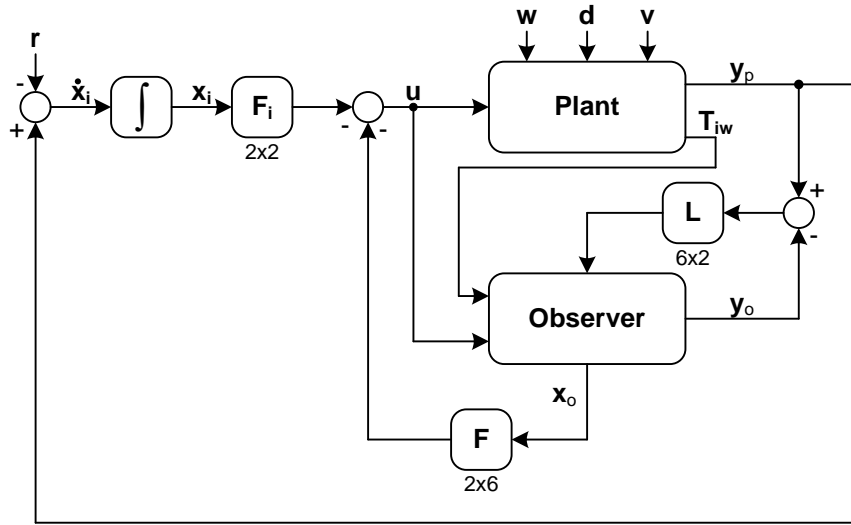 w d v
r
- ẋi ∫ xi Fi - u Plant yp
+ - Tiw
2x2
L +
6x2 -
Observer yo
xo
F
2x6